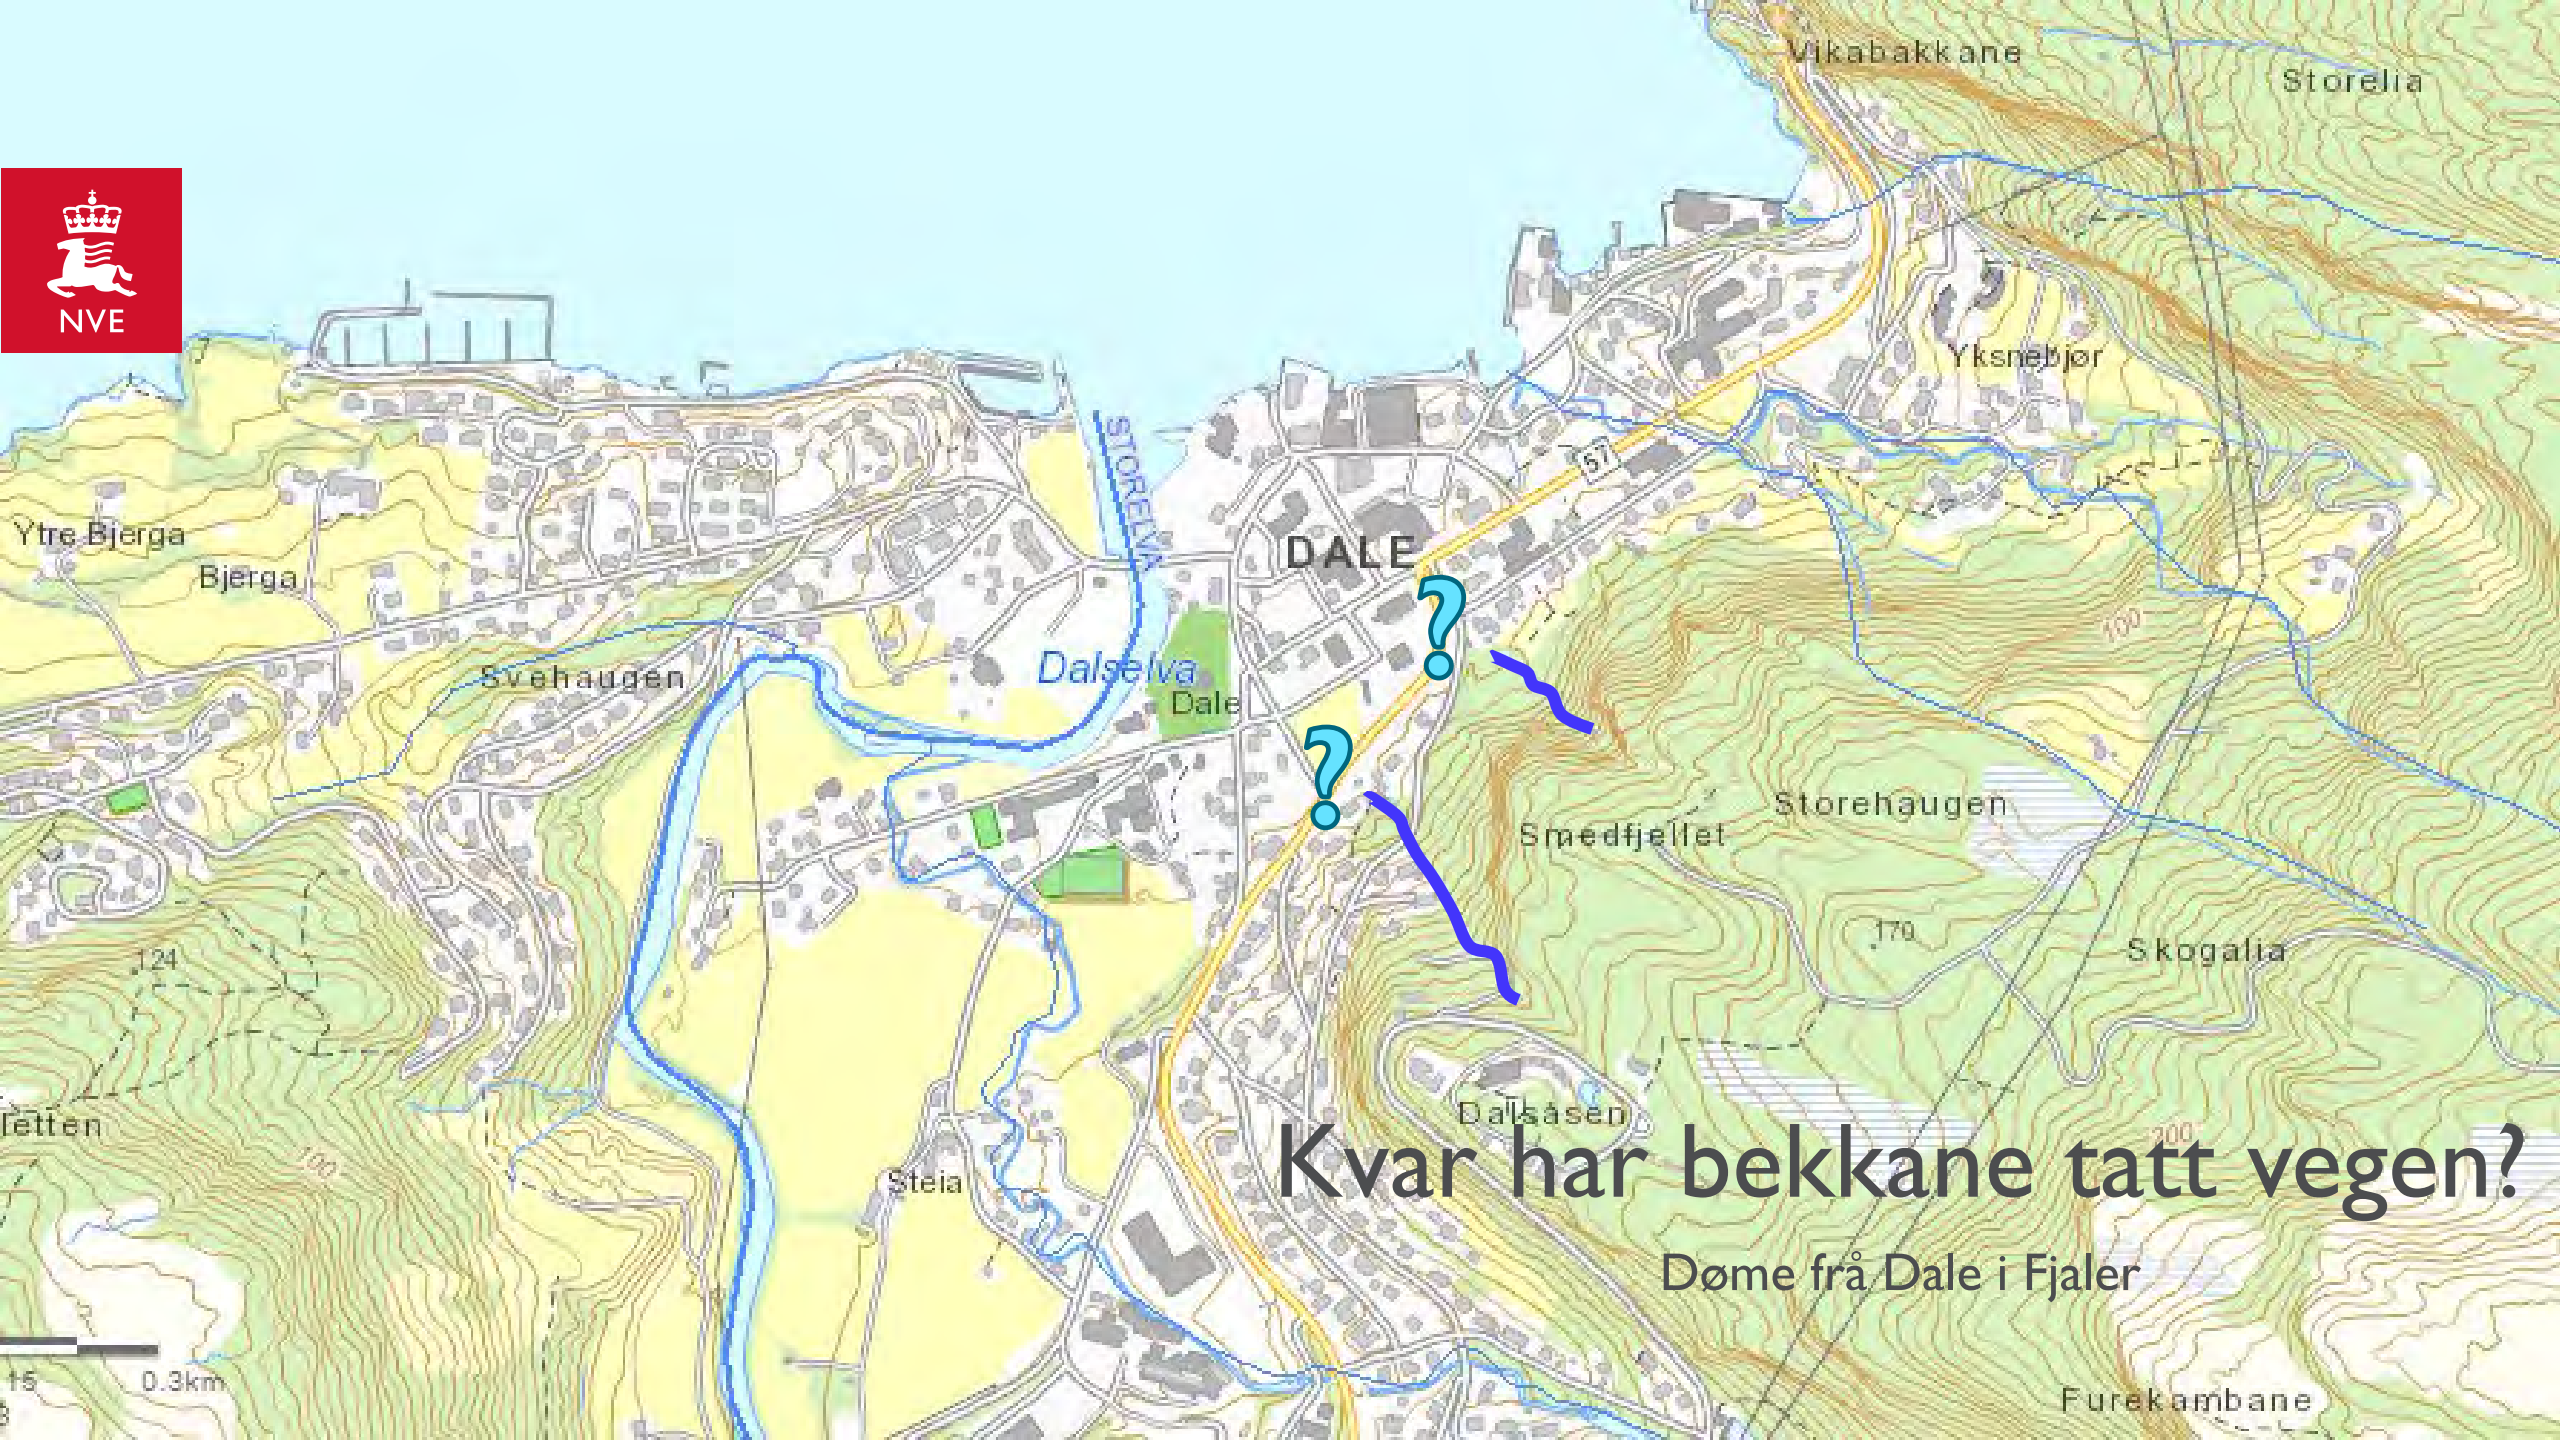 Vikabakkane
Storelia
NVE
Yksnebjør
STORELVA
57
Ytre Bjerga
DALE
Bjerga
?
100
Svehaugen
Dalselva
Dale
?
Storehaugen
Smedfjellet
170
Skogalia
124
Dalsåsen
letten
200
Kvar har bekkane tatt vegen?
100
Steia
Døme frå Dale i Fjaler
0.3km
Furekambane